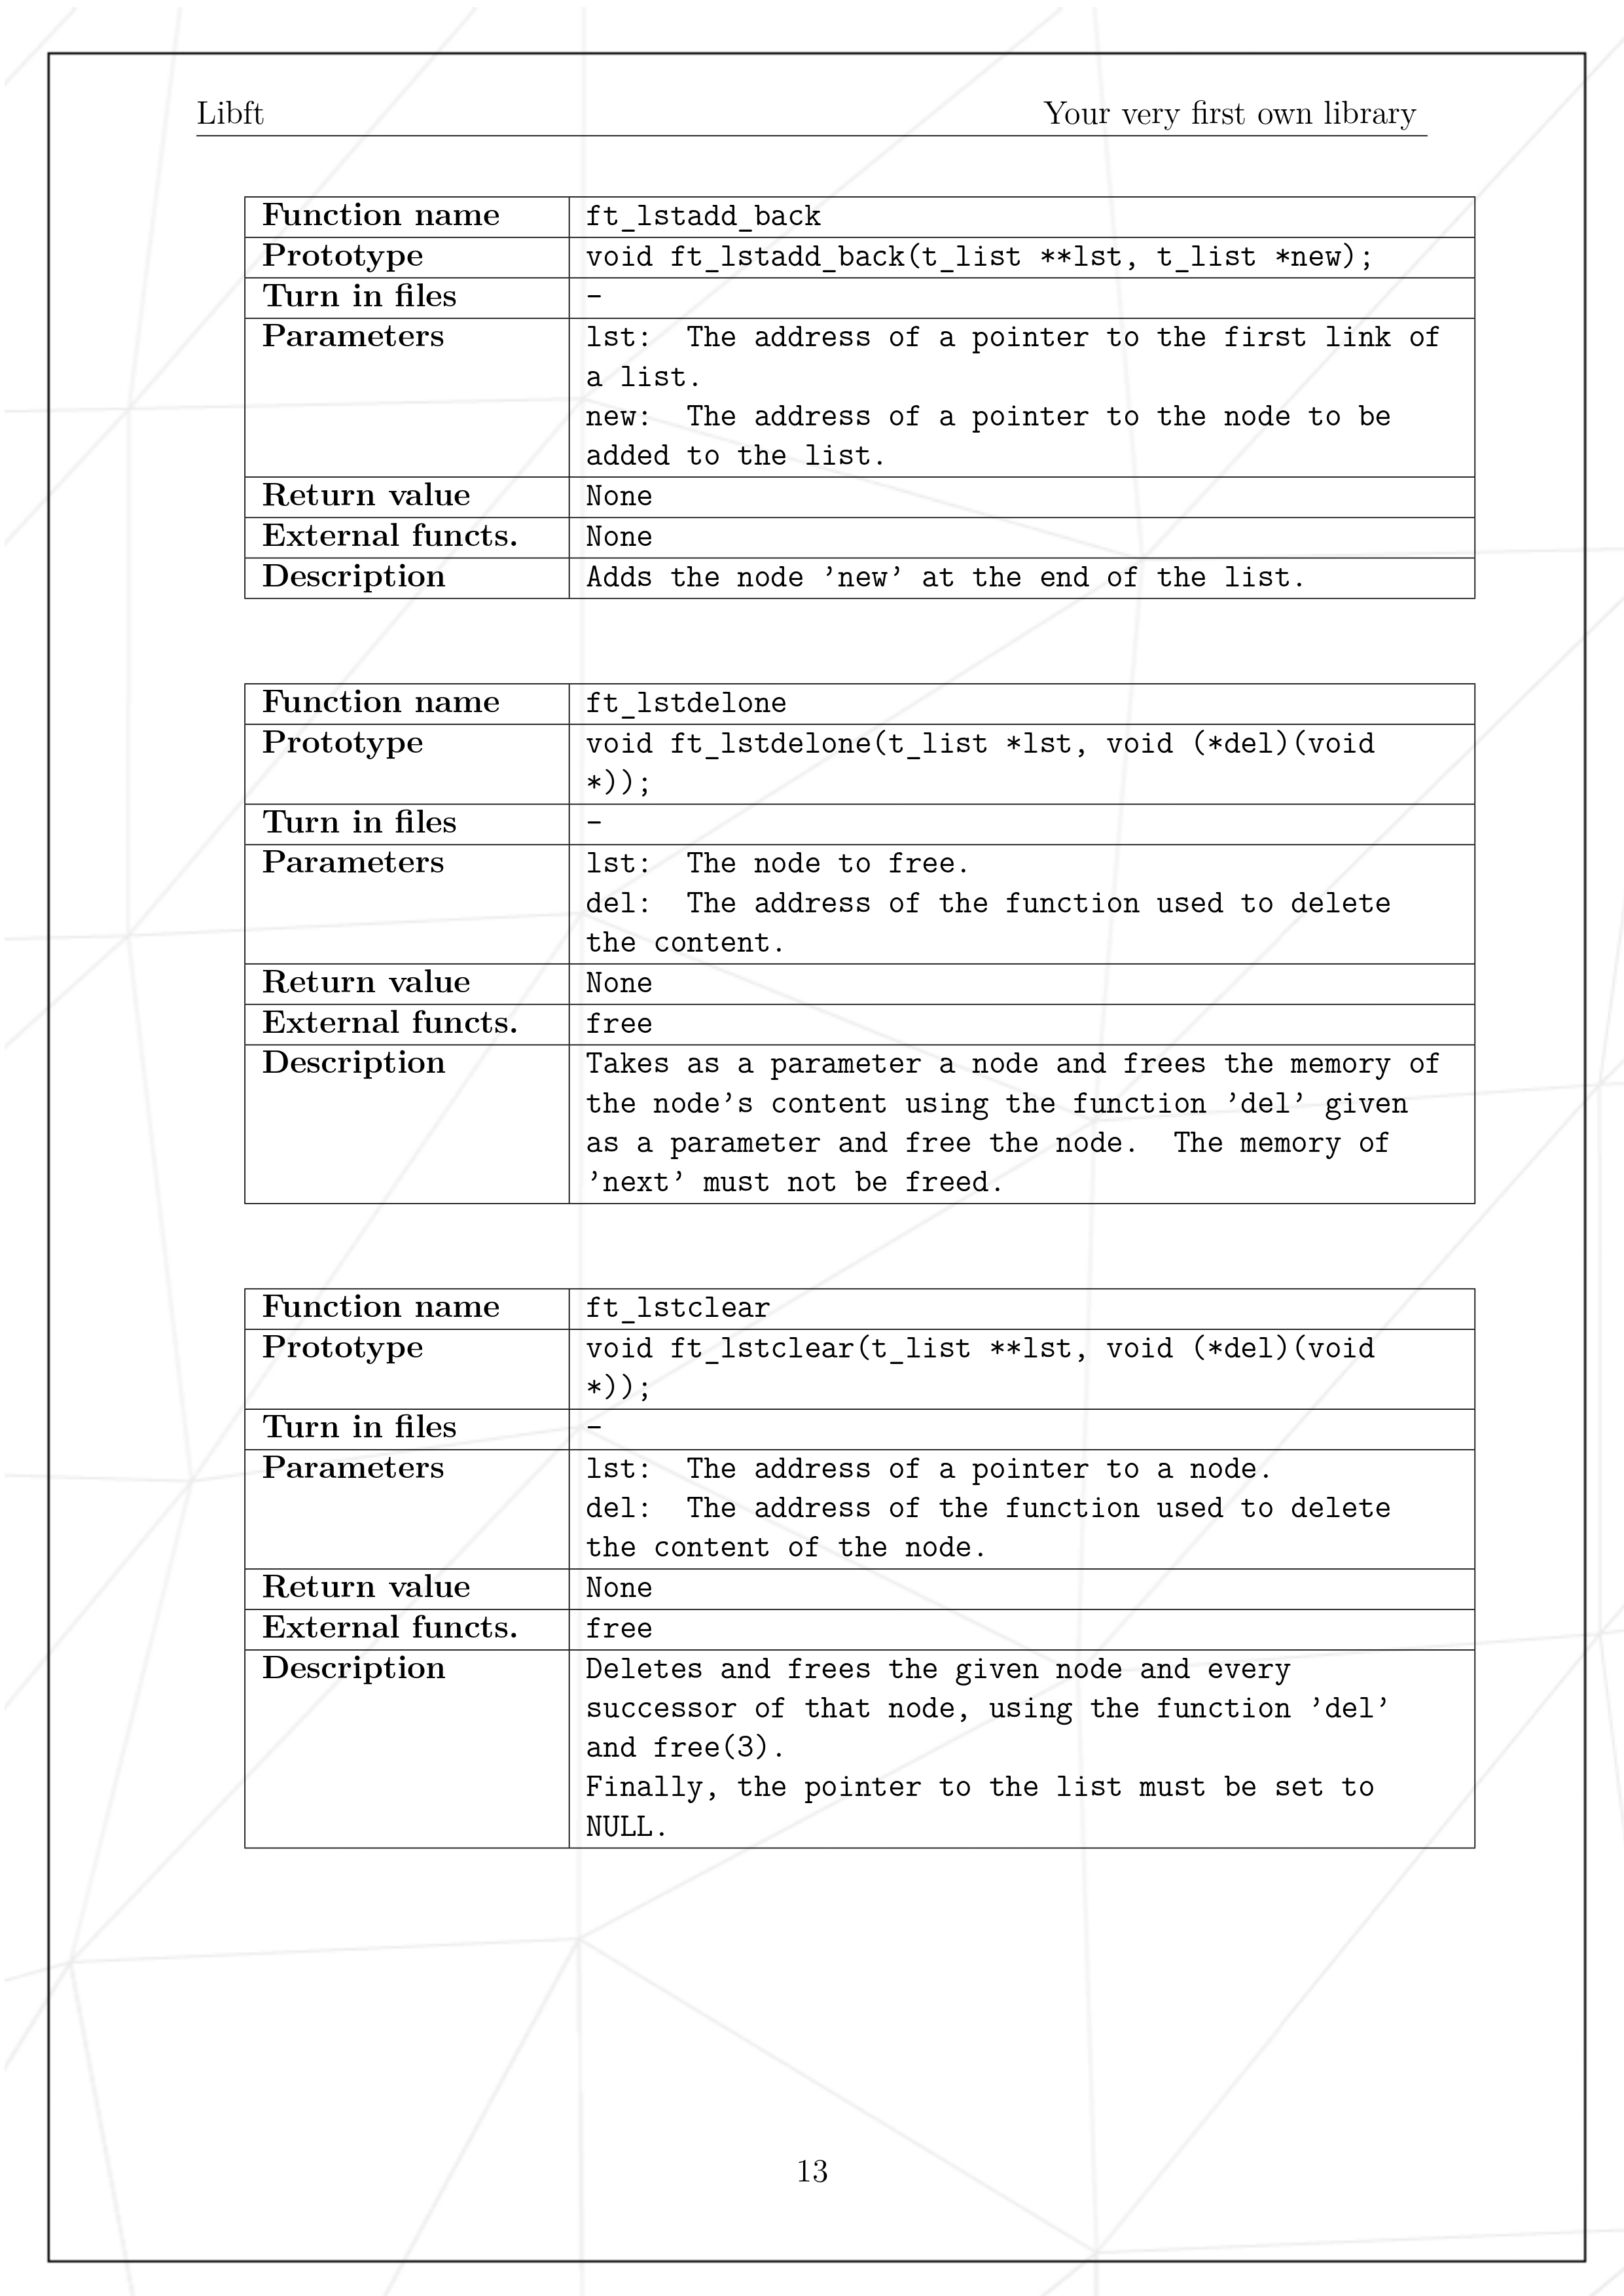 Libft Your very first own library
Function name ft_lstadd_back
Prototype void ft_lstadd_back(t_list **lst, t_list *new);
Turn in files -
Parameters lst: The address of a pointer to the first link of
a list.
new: The address of a pointer to the node to be
added to the list.
Return value None
External functs. None
Description Adds the node ’new’ at the end of the list.
Function name ft_lstdelone
Prototype void ft_lstdelone(t_list *lst, void (*del)(void
*));
Turn in files -
Parameters lst: The node to free.
del: The address of the function used to delete
the content.
Return value None
External functs. free
Description Takes as a parameter a node and frees the memory of
the node’s content using the function ’del’ given
as a parameter and free the node. The memory of
’next’ must not be freed.
Function name ft_lstclear
Prototype void ft_lstclear(t_list **lst, void (*del)(void
*));
Turn in files -
Parameters lst: The address of a pointer to a node.
del: The address of the function used to delete
the content of the node.
Return value None
External functs. free
Description Deletes and frees the given node and every
successor of that node, using the function ’del’
and free(3).
Finally, the pointer to the list must be set to
NULL.
13